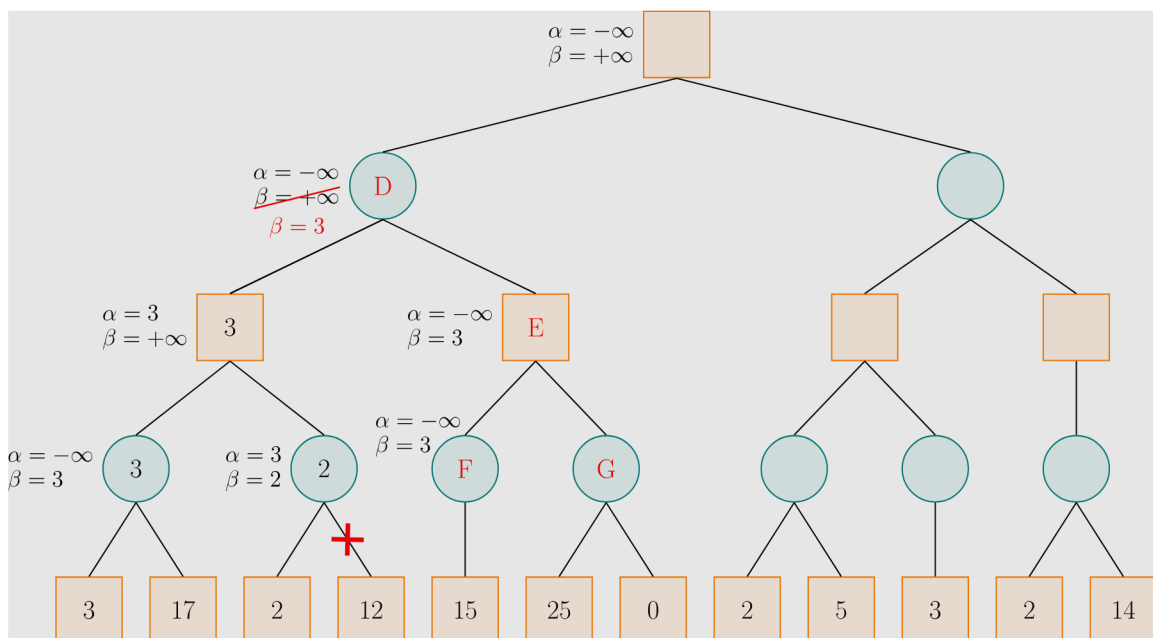 α = −∞
β = +∞
α = −∞
β = +∞
D
β = 3
α = 3
β = +∞
3
α = −∞
β = 3
E
α = −∞
β = 3
3
α = 3
β = 2
2
α = −∞
β = 3
F
G
3 17 2 12 15 25 0 2 5 3 2 14